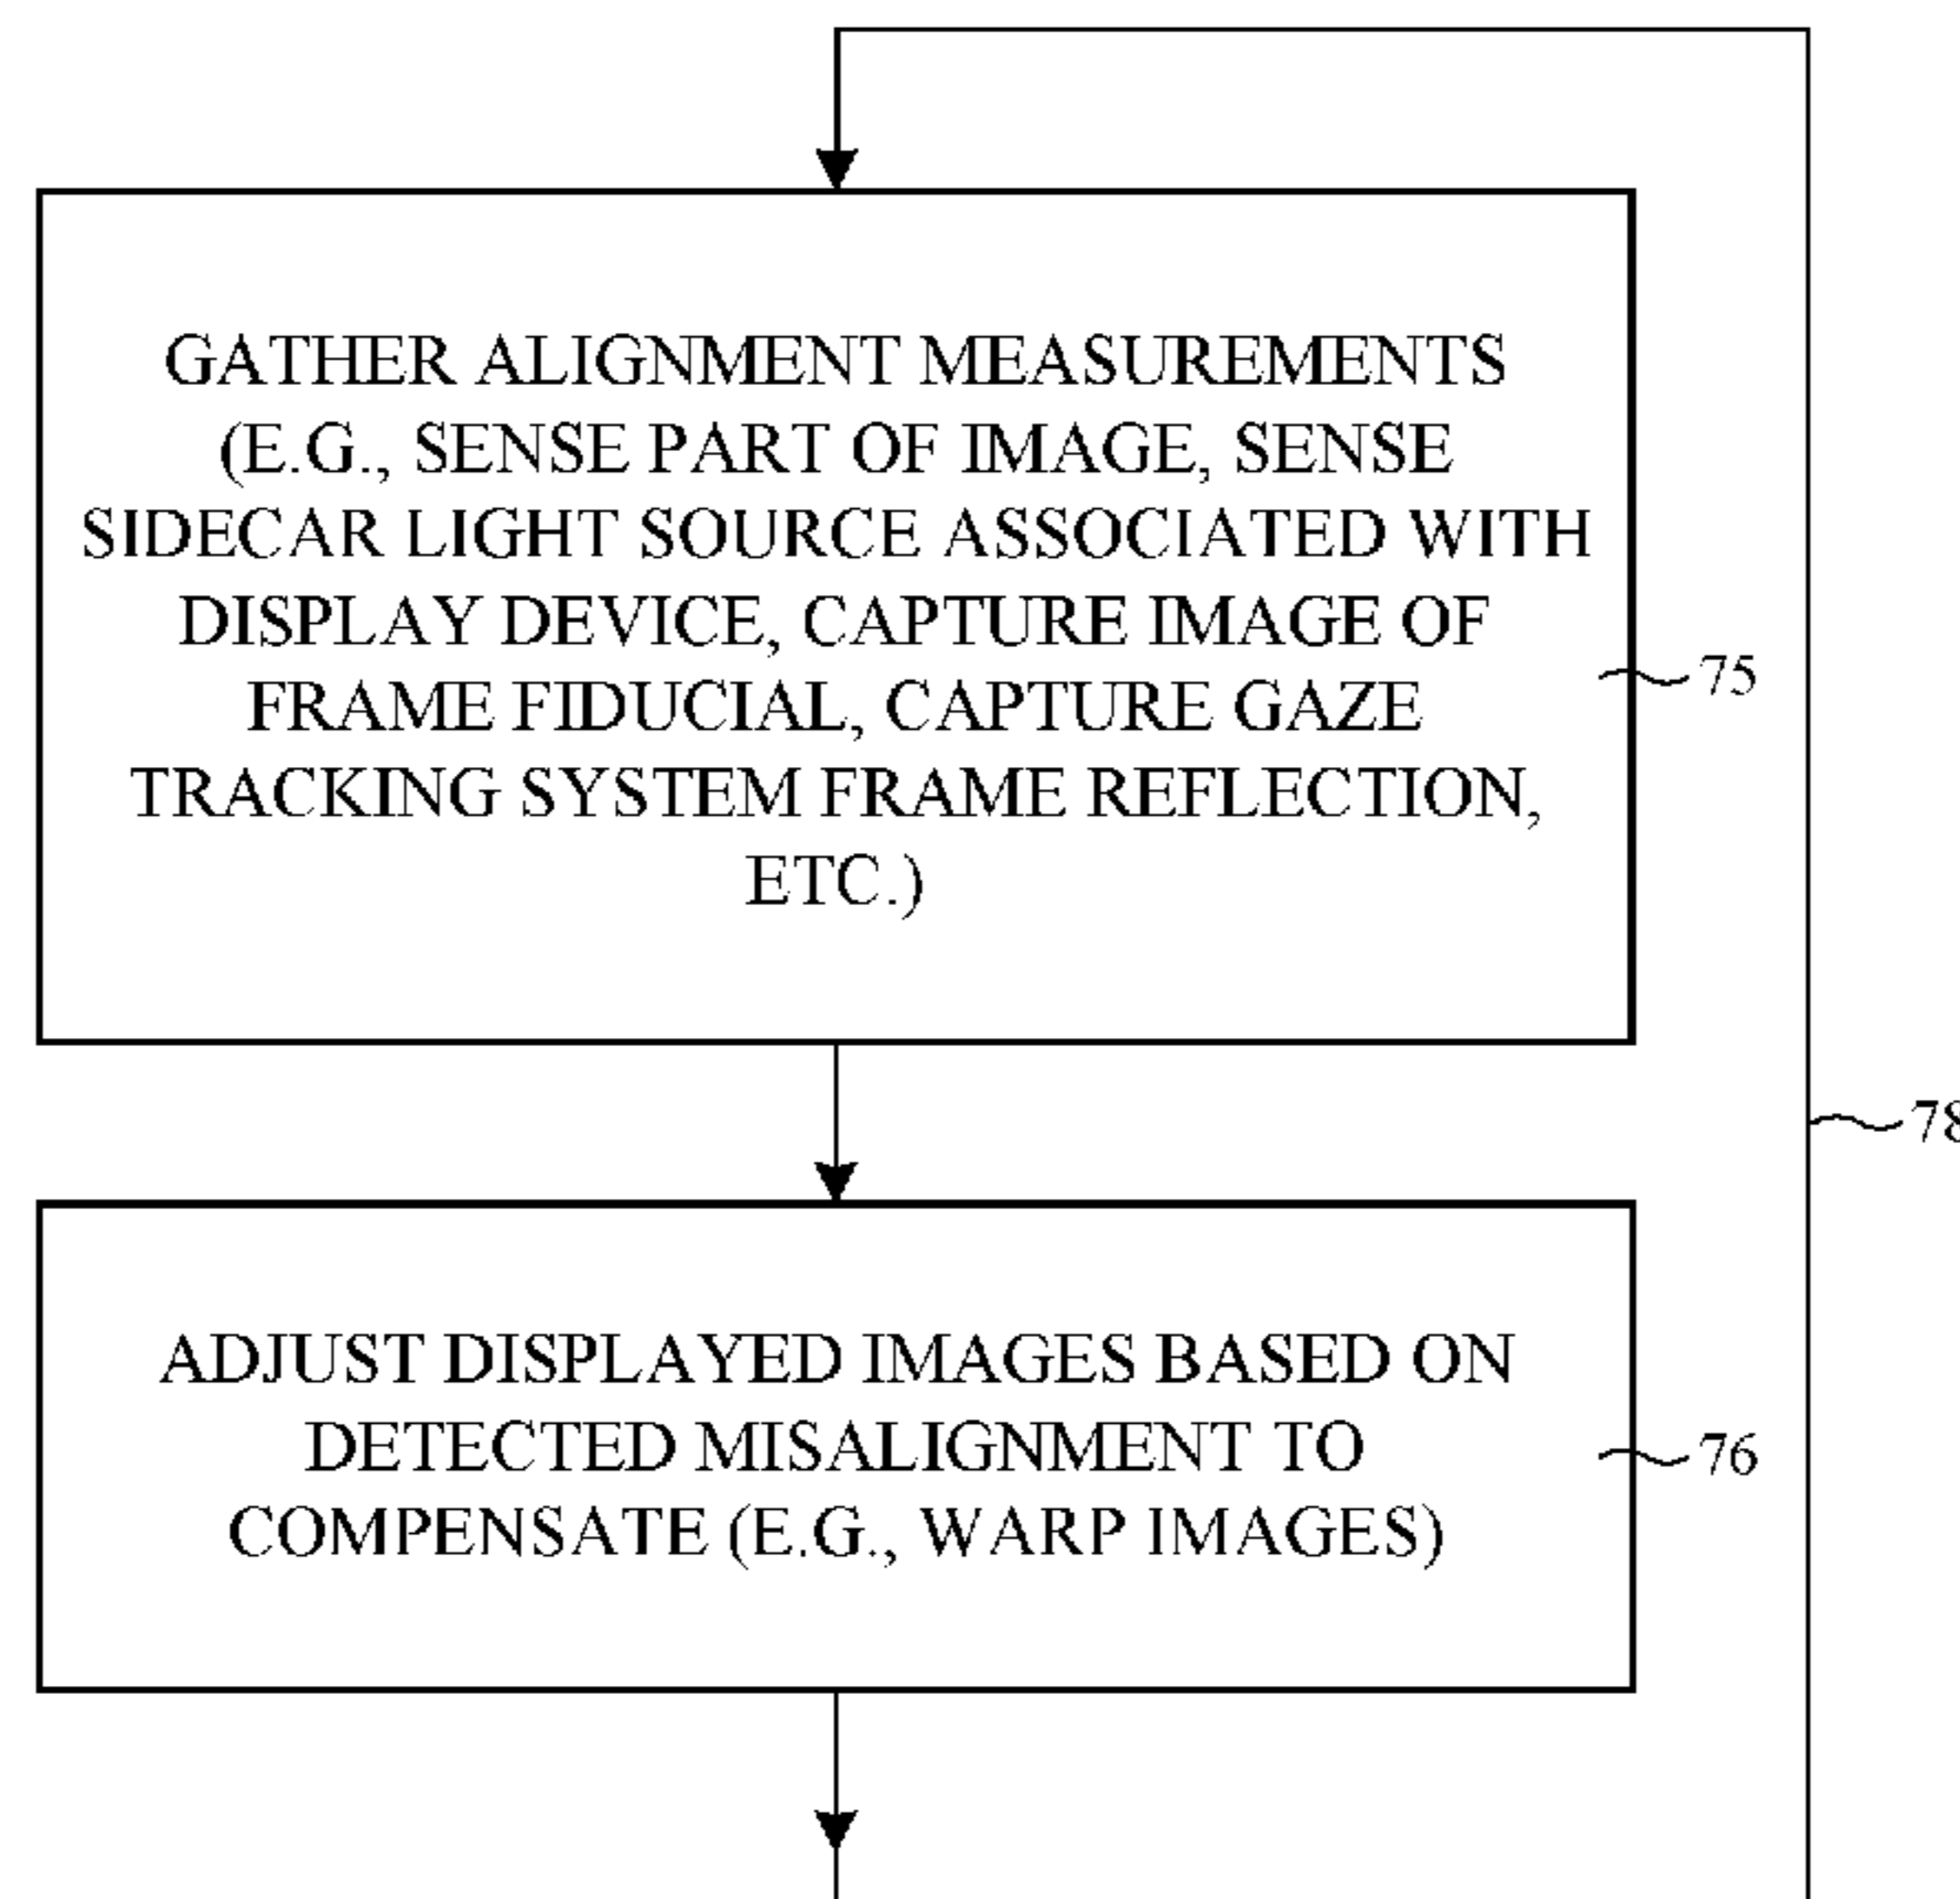 GATHER ALIGNMENT MEASUREMENTS
(E.G., SENSE PART OF IMAGE, SENSE
SIDECAR LIGHT SOURCE ASSOCIATED WITH
DISPLAY DEVICE, CAPTURE IMAGE OF
FRAME FIDUCIAL, CAPTURE GAZE
TRACKING SYSTEM FRAME REFLECTION,
ETC.)
75
78
ADJUST DISPLAYED IMAGES BASED ON
DETECTED MISALIGNMENT TO
COMPENSATE (E.G., WARP IMAGES)
76